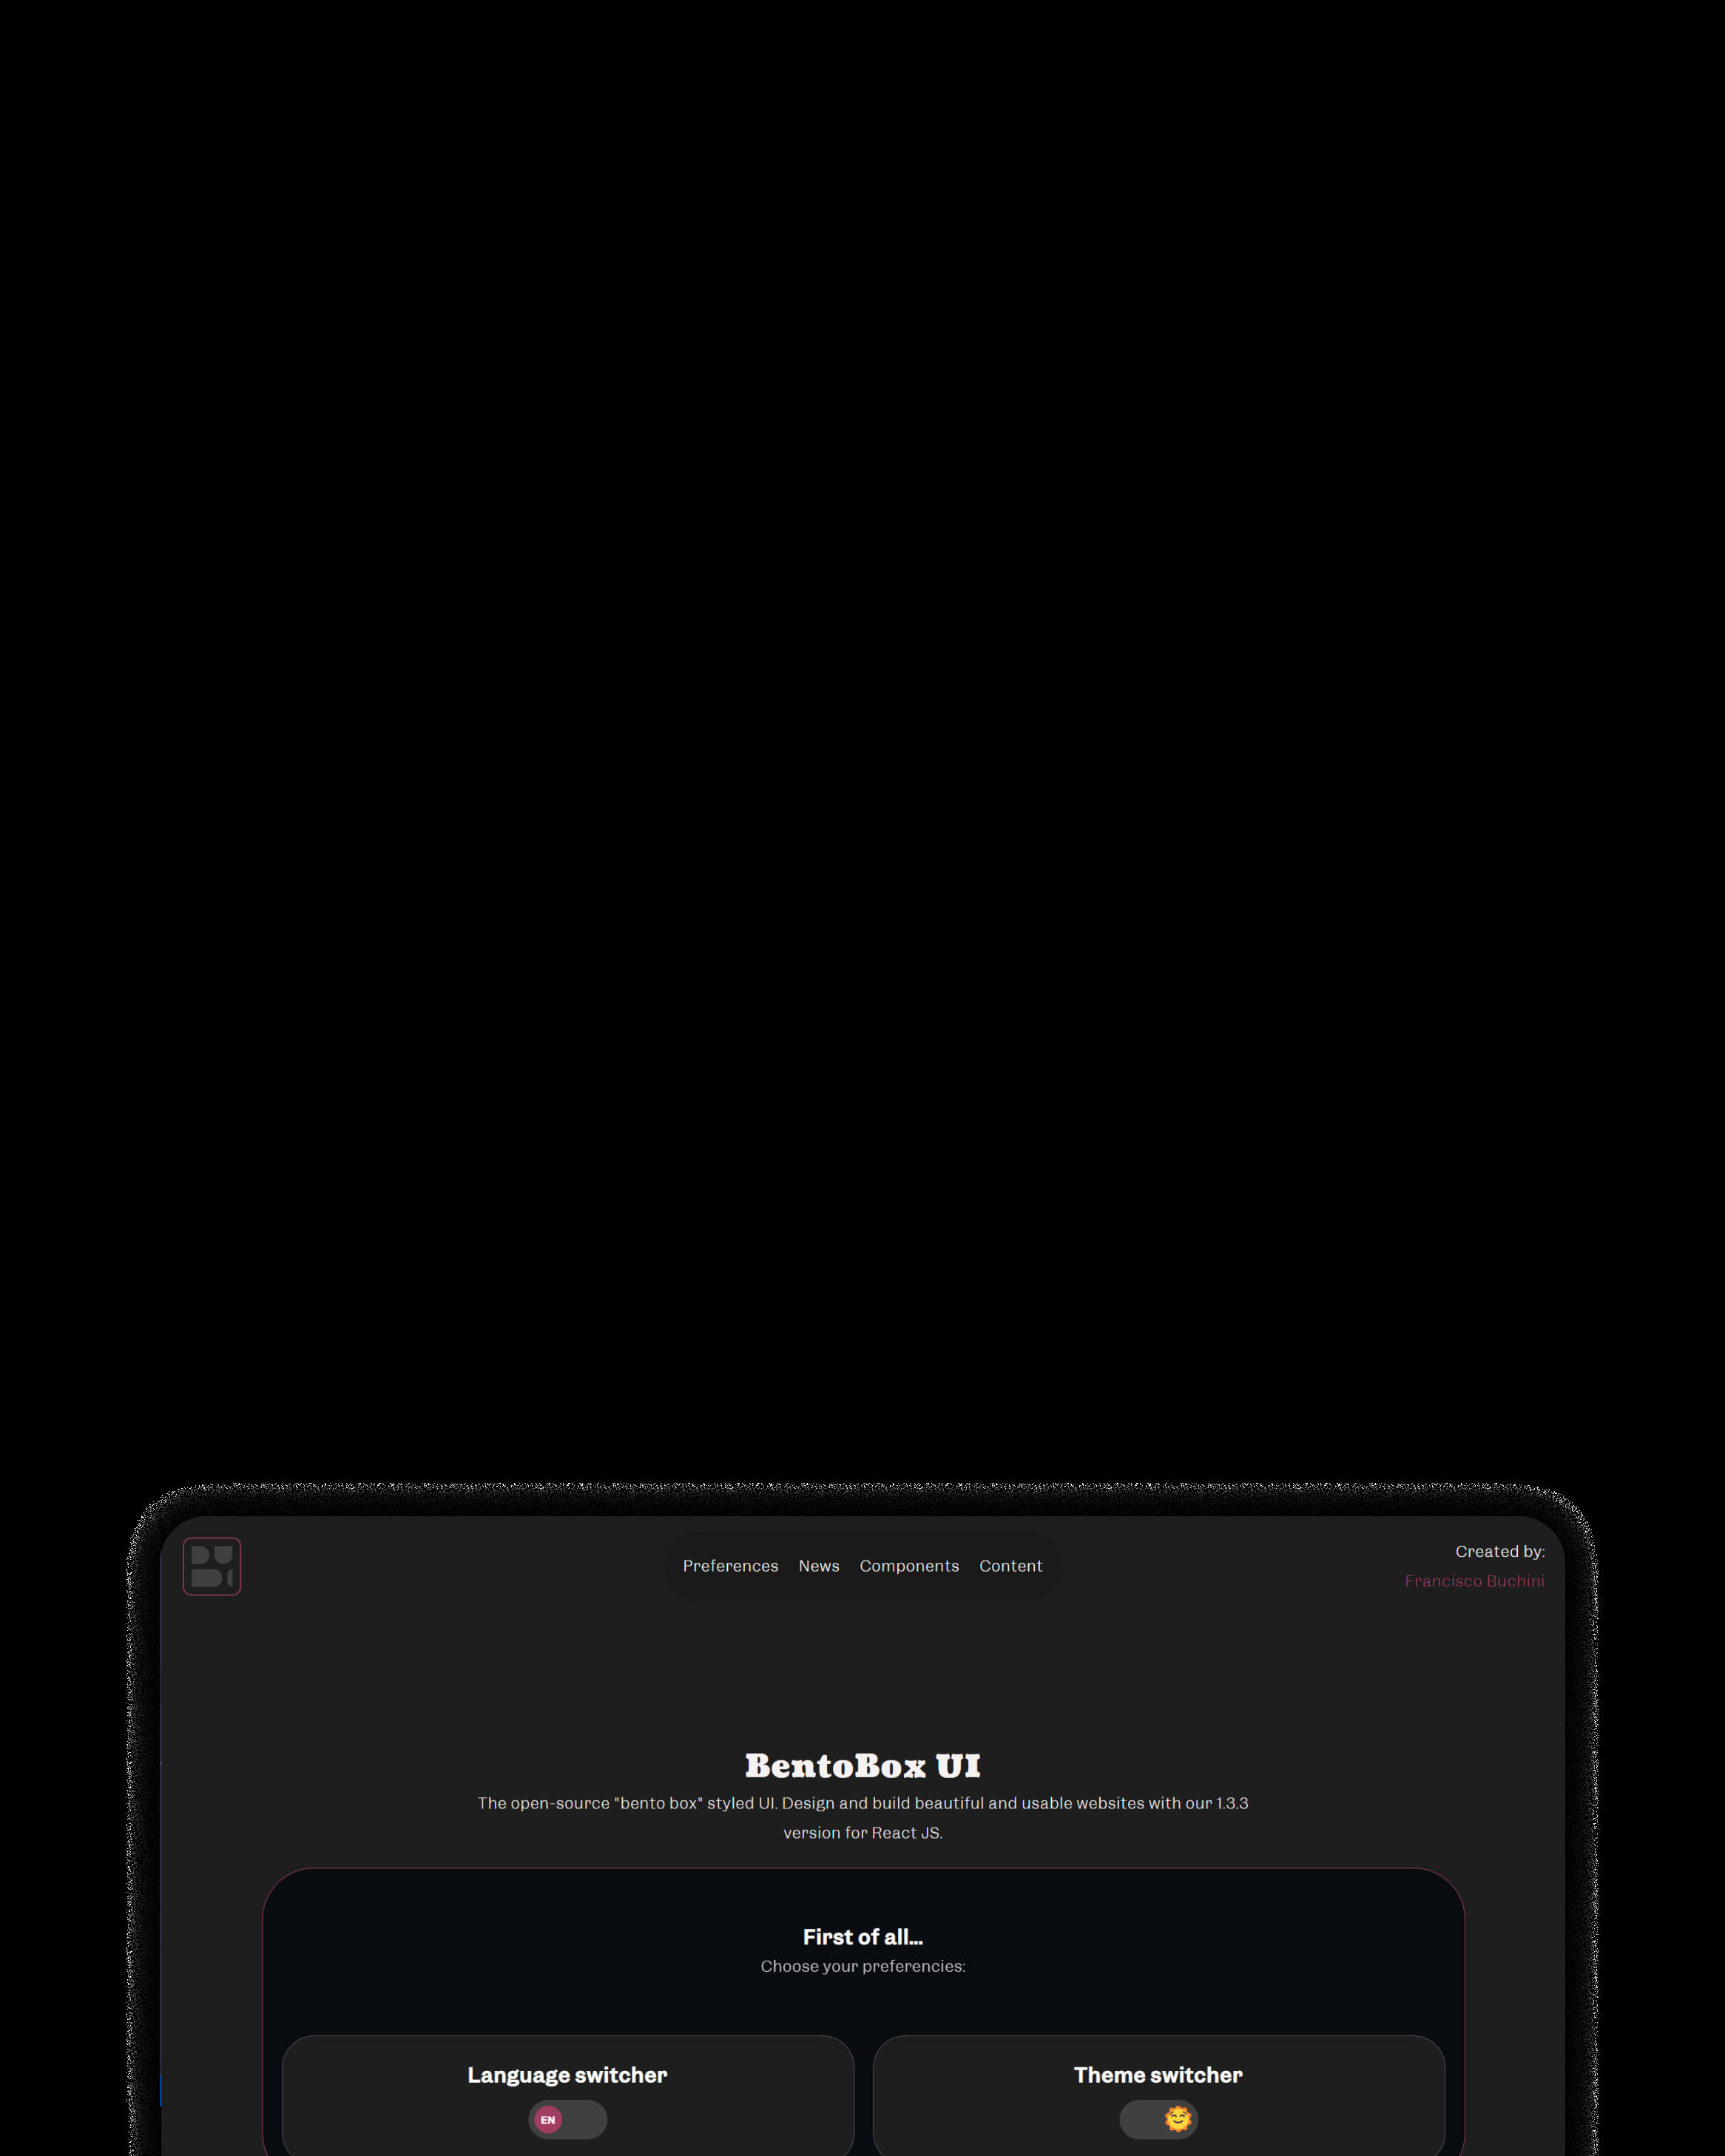 Preferences News Components Content
Created by:
Francisco Buchini
BentoBox UI
The open-source "bento box" styled UI. Design and build beautiful and usable websites with our 1.3.3
version for React JS.
First of all...
Choose your preferencies:
Language switcher
Theme switcher
EN